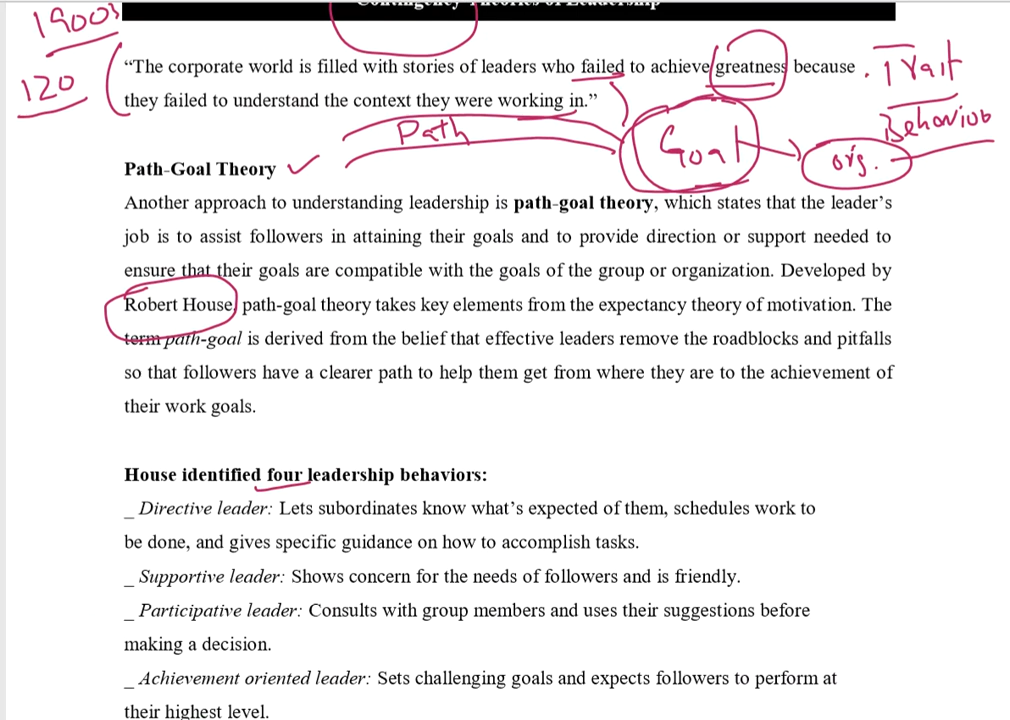 Contingency Theories of Leadership
1900s
120
"The corporate world is filled with stories of leaders who failed to achieve greatness because
they failed to understand the context they were working in."
Trait
Behavior
Path
Goal
org.
Path-Goal Theory
Another approach to understanding leadership is path-goal theory, which states that the leader's
job is to assist followers in attaining their goals and to provide direction or support needed to
ensure that their goals are compatible with the goals of the group or organization. Developed by
Robert House, path-goal theory takes key elements from the expectancy theory of motivation. The
term path-goal is derived from the belief that effective leaders remove the roadblocks and pitfalls
so that followers have a clearer path to help them get from where they are to the achievement of
their work goals.
House identified four leadership behaviors:
_ Directive leader: Lets subordinates know what's expected of them, schedules work to
be done, and gives specific guidance on how to accomplish tasks.
_ Supportive leader: Shows concern for the needs of followers and is friendly.
_ Participative leader: Consults with group members and uses their suggestions before
making a decision.
_ Achievement oriented leader: Sets challenging goals and expects followers to perform at
their highest level.